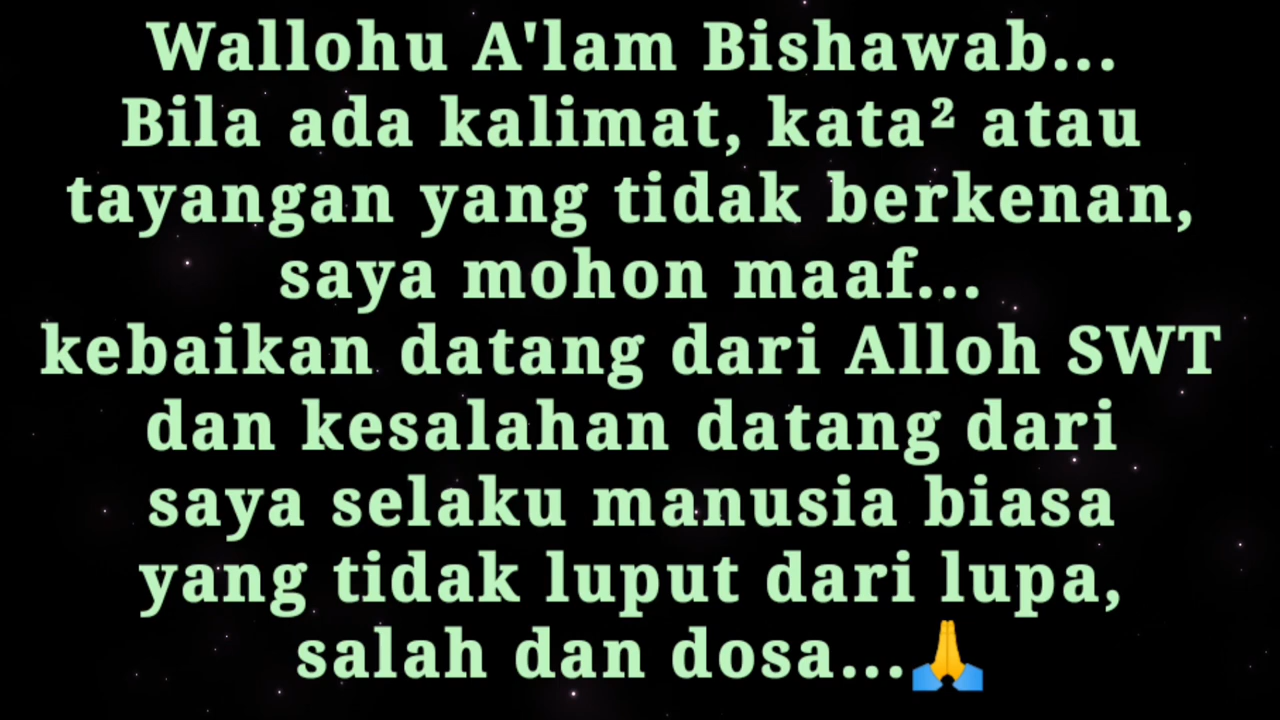 Wallohu A'lam Bishawab...
Bila ada kalimat, kata² atau
tayangan yang tidak berkenan,
saya mohon maaf...
kebaikan datang dari Alloh SWT
dan kesalahan datang dari
saya selaku manusia biasa
yang tidak luput dari lupa,
salah dan dosa...🙏